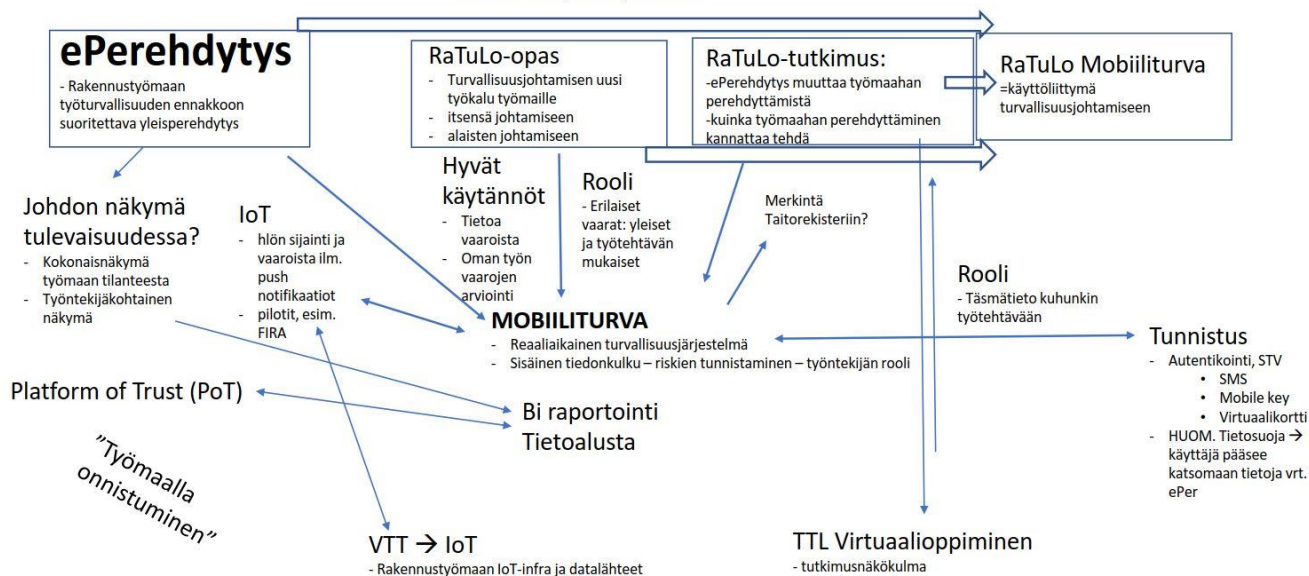 ePerehdytys
- Rakennustyömaan
työturvallisuuden ennakkoon
suoritettava yleisperehdytys
RaTuLo-opas
- Turvallisuusjohtamisen uusi
työkalu työmaille
- itsensä johtamiseen
- alaisten johtamiseen
RaTuLo-tutkimus:
-ePerehdytys muuttaa työmaahan
perehdyttämistä
-kuinka työmaahan perehdyttäminen
kannattaa tehdä
RaTuLo Mobiiliturva
=käyttöliittymä
turvallisuusjohtamiseen
Johdon näkymä
tulevaisuudessa?
- Kokonaisnäkymä
työmaan tilanteesta
- Työntekijäkohtainen
näkymä
IoT
- hlön sijainti ja
vaaroista ilm.
push
notifikaatiot
- pilotit, esim.
FIRA
Hyvät
käytännöt
- Tietoa
vaaroista
- Oman työn
vaarojen
arviointi
Rooli
- Erilaiset
vaarat: yleiset
ja työtehtävän
mukaiset
Merkintä
Taitorekisteriin?
Rooli
- Täsmätieto kuhunkin
työtehtävään
MOBIILITURVA
- Reaaliaikainen turvallisuusjärjestelmä
- Sisäinen tiedonkulku – riskien tunnistaminen – työntekijän rooli
Tunnistus
- Autentikointi, STV
• SMS
• Mobile key
• Virtuaalikortti
- HUOM. Tietosuoja →
käyttäjä pääsee
katsomaan tietoja vrt.
ePer
Platform of Trust (PoT)
Bi raportointi
Tietoalusta
"Työmaalla
onnistuminen"
VTT → IoT
- Rakennustyömaan IoT-infra ja datalähteet
TTL Virtuaalioppiminen
- tutkimusnäkökulma